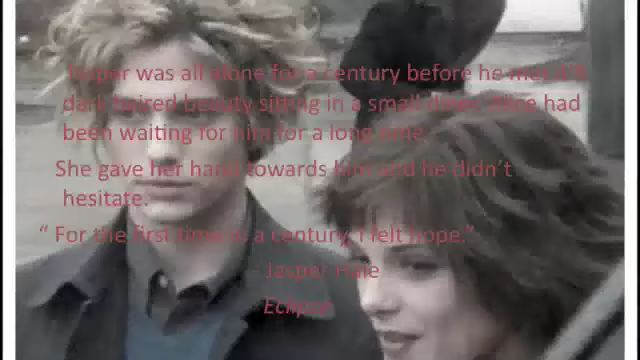 Jasper was all alone for a century before he met
dark haired beauty sitting in a small diner. Alice had
been waiting for him for a long time.
She gave her hand towards him and he didn't
hesitate.
" For the first time in a century, I felt hope."
- Jasper Hale
Eclipse